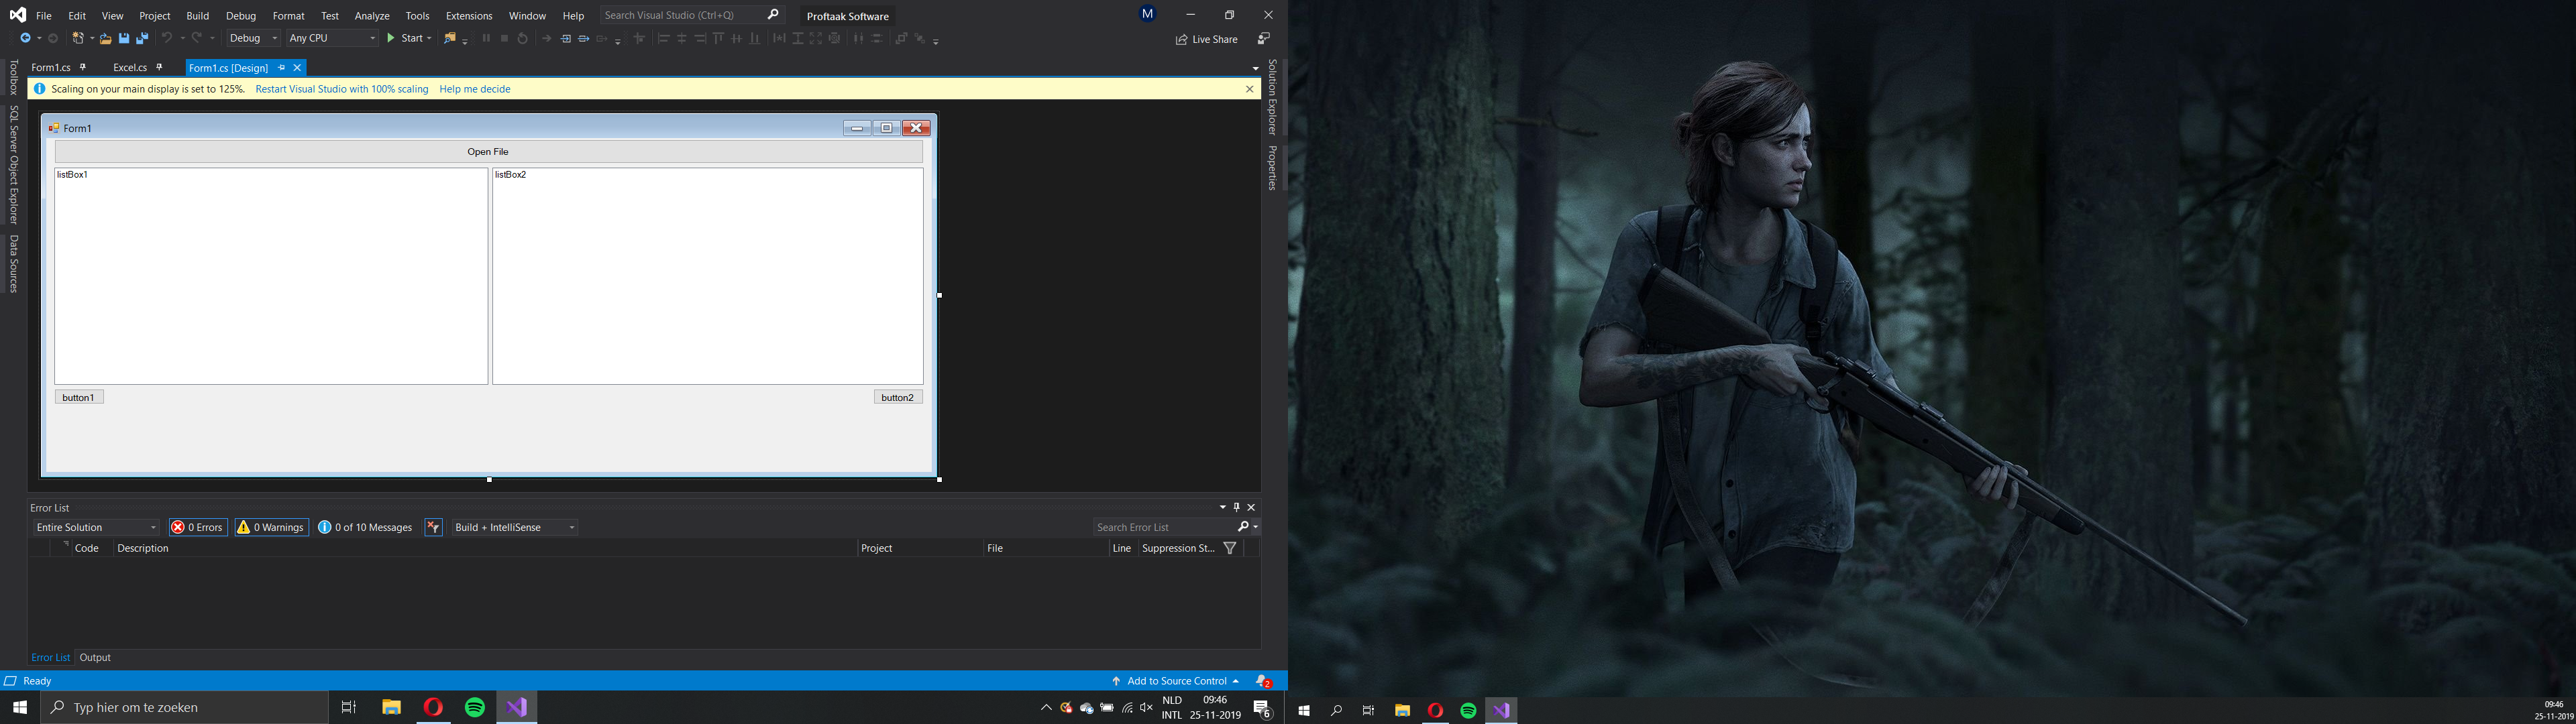 File Edit View Project Build Debug Format Test Analyze Tools Extensions Window Help Search Visual Studio (Ctrl+Q) Proftaak Software M
Debug Any CPU Start Live Share
Form1.cs Excel.cs Form1.cs [Design]
Scaling on your main display is set to 125%. Restart Visual Studio with 100% scaling Help me decide
Toolbox
SQL Server Object Explorer
Data Sources
Form1
Open File
listBox1 listBox2
button1 button2
Solution Explorer
Properties
Error List
Entire Solution 0 Errors 0 Warnings 0 of 10 Messages Build + IntelliSense Search Error List
Code Description Project File Line Suppression St...
Error List Output
Ready Add to Source Control 2
Typ hier om te zoeken
NLD 09:46
INTL 25-11-2019 6
09:46
25-11-2019